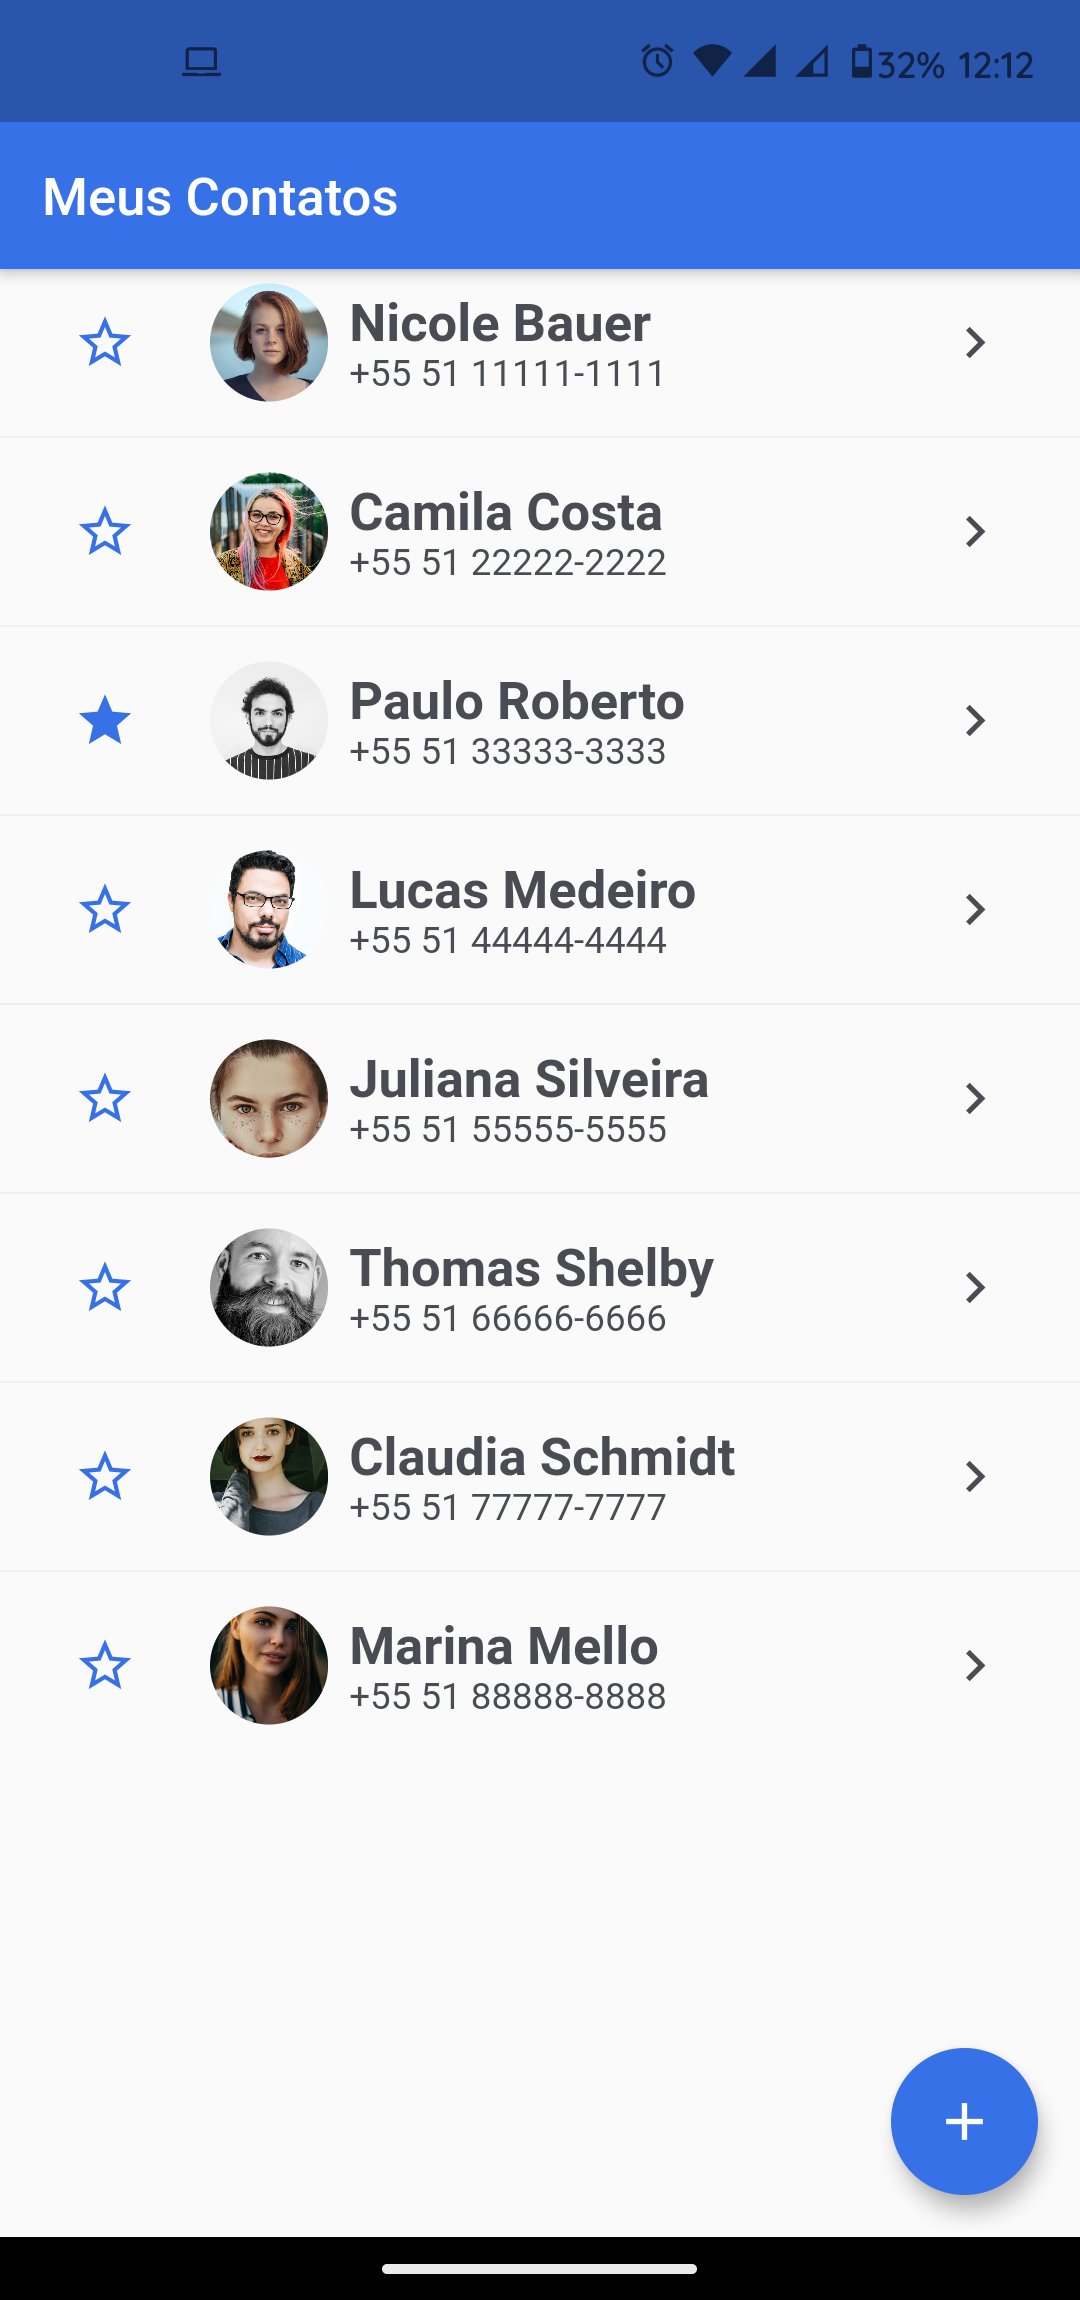 32% 12:12
Meus Contatos
Nicole Bauer
+55 51 11111-1111
Camila Costa
+55 51 22222-2222
Paulo Roberto
+55 51 33333-3333
Lucas Medeiro
+55 51 44444-4444
Juliana Silveira
+55 51 55555-5555
Thomas Shelby
+55 51 66666-6666
Claudia Schmidt
+55 51 77777-7777
Marina Mello
+55 51 88888-8888